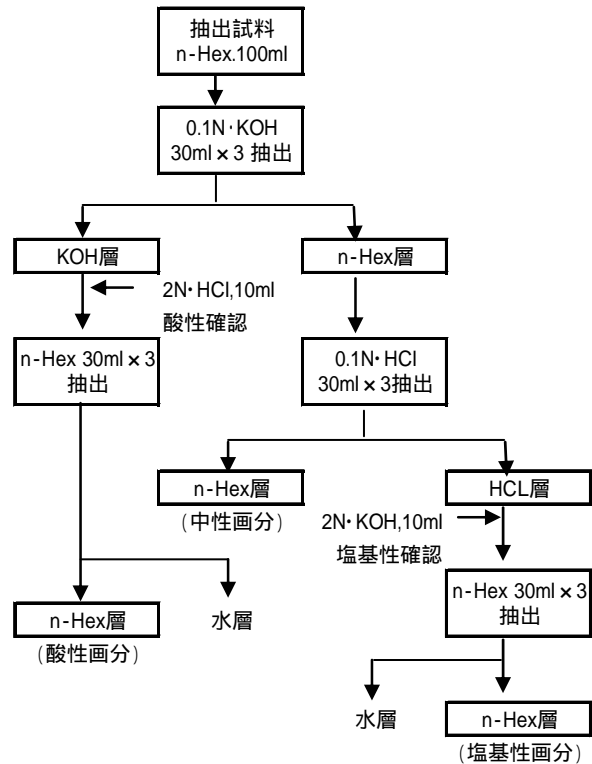 抽出試料
n-Hex.100ml
0.1N・KOH
30ml×3 抽出
KOH層
n-Hex層
2N・HCl,10ml
酸性確認
n-Hex 30ml×3
抽出
0.1N・HCl
30ml×3抽出
n-Hex層
(中性画分)
HCL層
2N・KOH,10ml
塩基性確認
n-Hex 30ml×3
抽出
n-Hex層
(酸性画分)
水層
水層
n-Hex層
(塩基性画分)